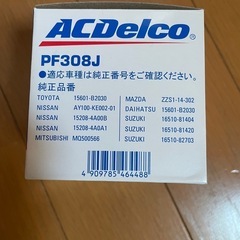 ACDelco
PF308J
●適応車種は純正番号をご確認ください。
純正品番
TOYOTA 15601-B2030 MAZDA ZZS1-14-302
NISSAN AY100-KE002-01 DAIHATSU 15601-B2030
NISSAN 15208-4A00B SUZUKI 16510-81404
NISSAN 15208-4A0A1 SUZUKI 16510-81420
MITSUBISHI MQ500566 SUZUKI 16510-82703
4 909785 464488